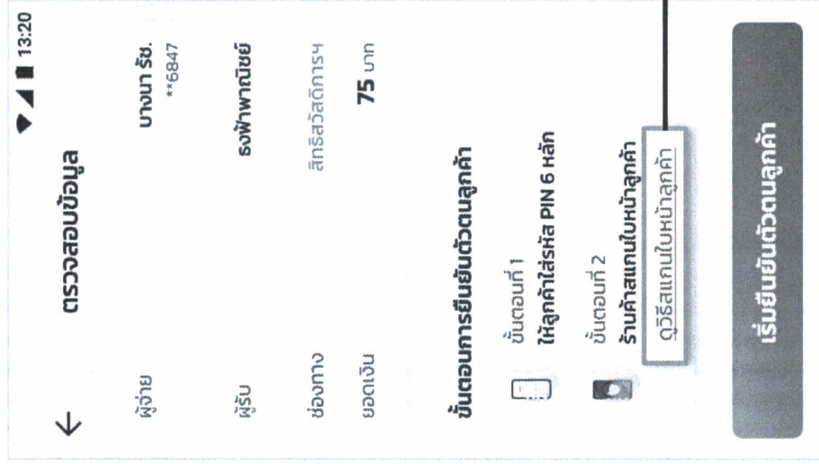 13:20
ตรวจสอบข้อมูล
ผู้จ่าย บางนา รัช.
**6847
ผู้รับ ธงฟ้าพาณิชย์
ช่องทาง สิทธิสวัสดิการฯ
ยอดเงิน 75 บาท
ขั้นตอนการยืนยันตัวตนลูกค้า
ขั้นตอนที่ 1
ให้ลูกค้าใส่รหัส PIN 6 หลัก
ขั้นตอนที่ 2
ร้านค้าสแกนใบหน้าลูกค้า
ดูวิธีสแกนใบหน้าลูกค้า
เริ่มยืนยันตัวตนลูกค้า